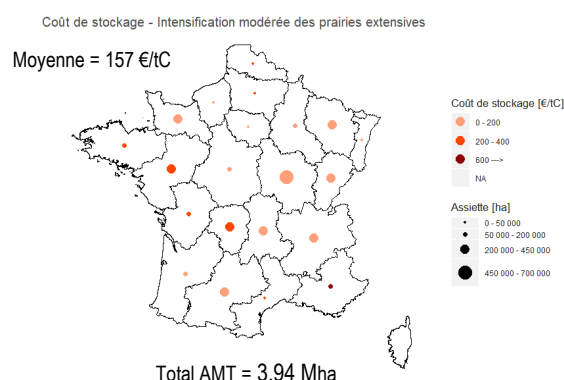 Coût de stockage - Intensification modérée des prairies extensives
Moyenne = 157 €/tC
Coût de stockage [€/tC]
0 - 200
200 - 400
600 --->
NA
Assiette [ha]
0 - 50 000
50 000 - 200 000
200 000 - 450 000
450 000 - 700 000
Total AMT = 3,94 Mha